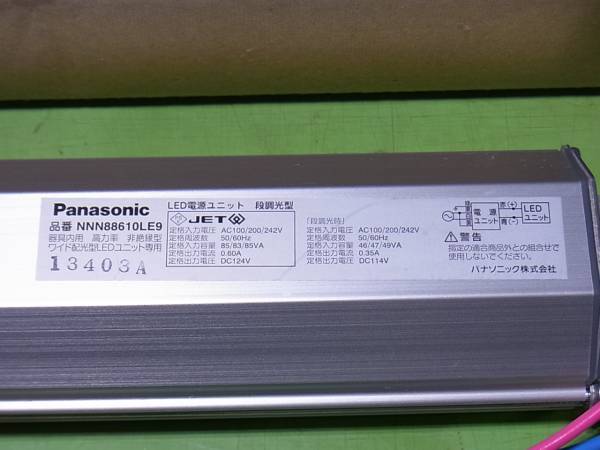 Panasonic
品番 NNN88610LE9
器具内用 高力率 非絶縁型
ワイド配光型LEDユニット専用
13403A
LED電源ユニット 段調光型
JET
定格入力電圧 AC100/200/242V
定格周波数 50/60Hz
定格入力容量 85/83/85VA
定格出力電流 0.60A
定格出力電圧 DC124V
〔段調光時〕
定格入力電圧 AC100/200/242V
定格周波数 50/60Hz
定格入力容量 46/47/49VA
定格出力電流 0.35A
定格出力電圧 DC114V
電源
ユニット
赤(+)
青(-)
LED
ユニット
警告
指定の適合商品外との組合せで
使用しないでください。
パナソニック株式会社